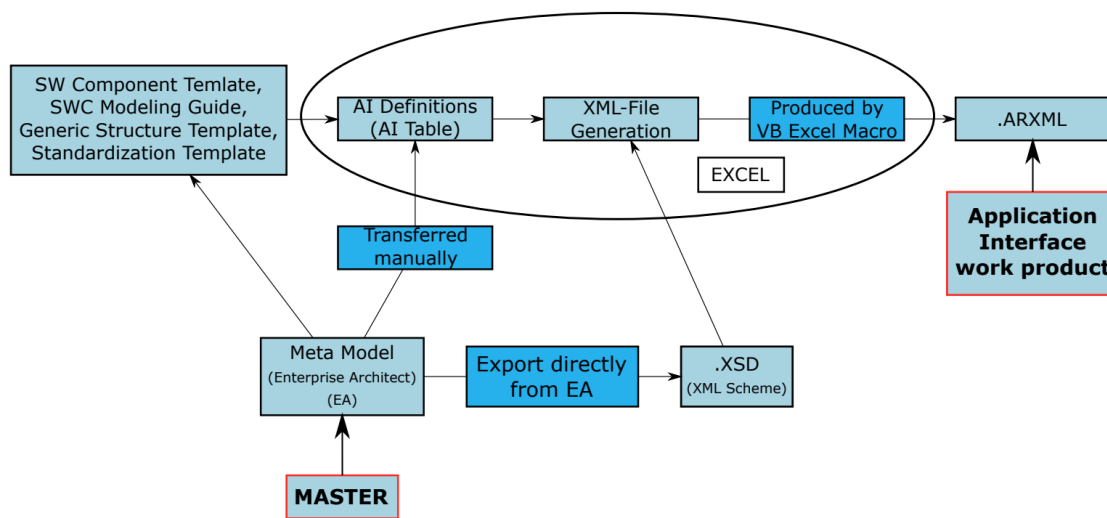 SW Component Temlate,
SWC Modeling Guide,
Generic Structure Template,
Standardization Template
AI Definitions
(AI Table)
XML-File
Generation
Produced by
VB Excel Macro
.ARXML
EXCEL
Application
Interface
work product
Transferred
manually
Meta Model
(Enterprise Architect)
(EA)
Export directly
from EA
.XSD
(XML Scheme)
MASTER